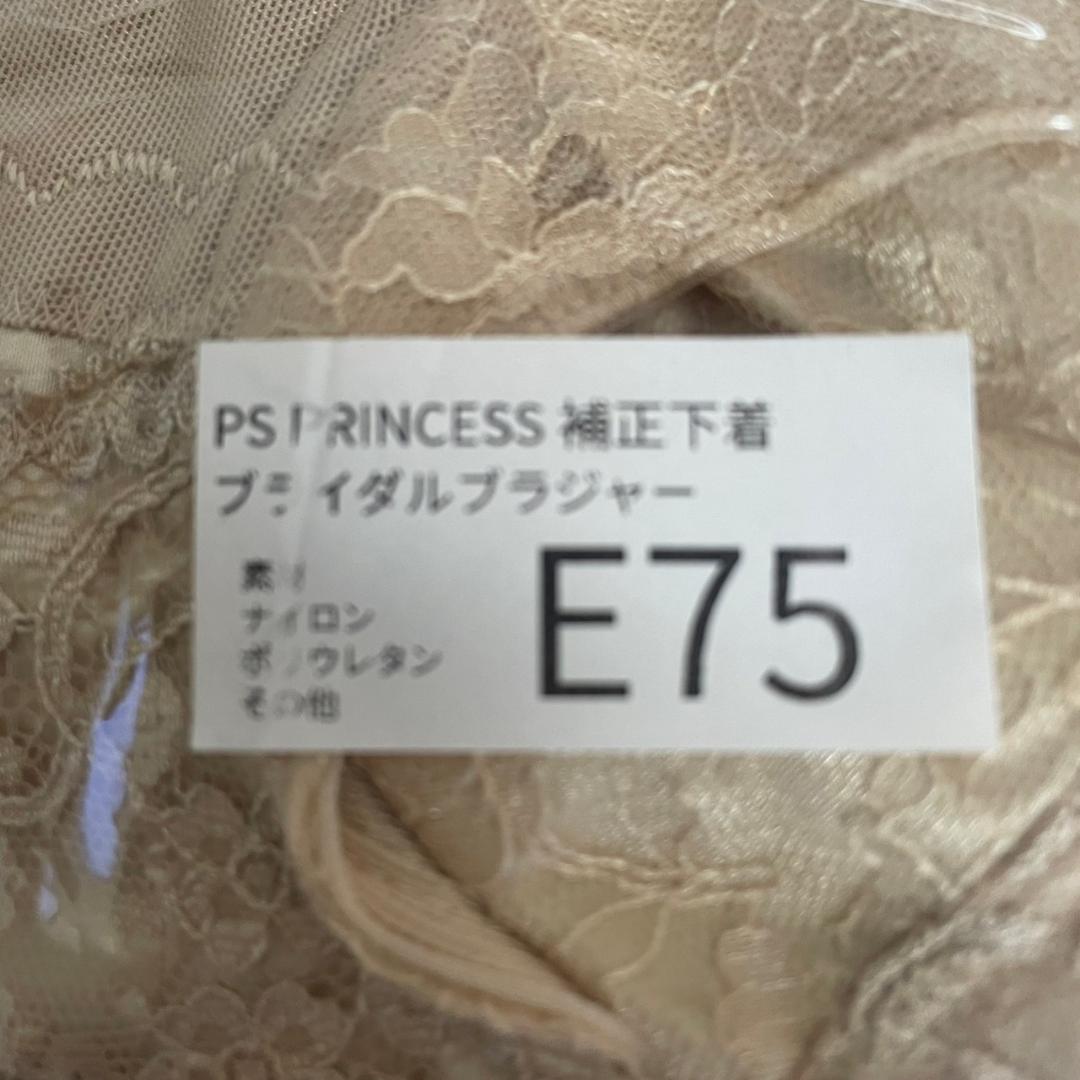 PS PRINCESS 補正下着
ブライダルブラジャー
素材
ナイロン
ポリウレタン
その他
E75